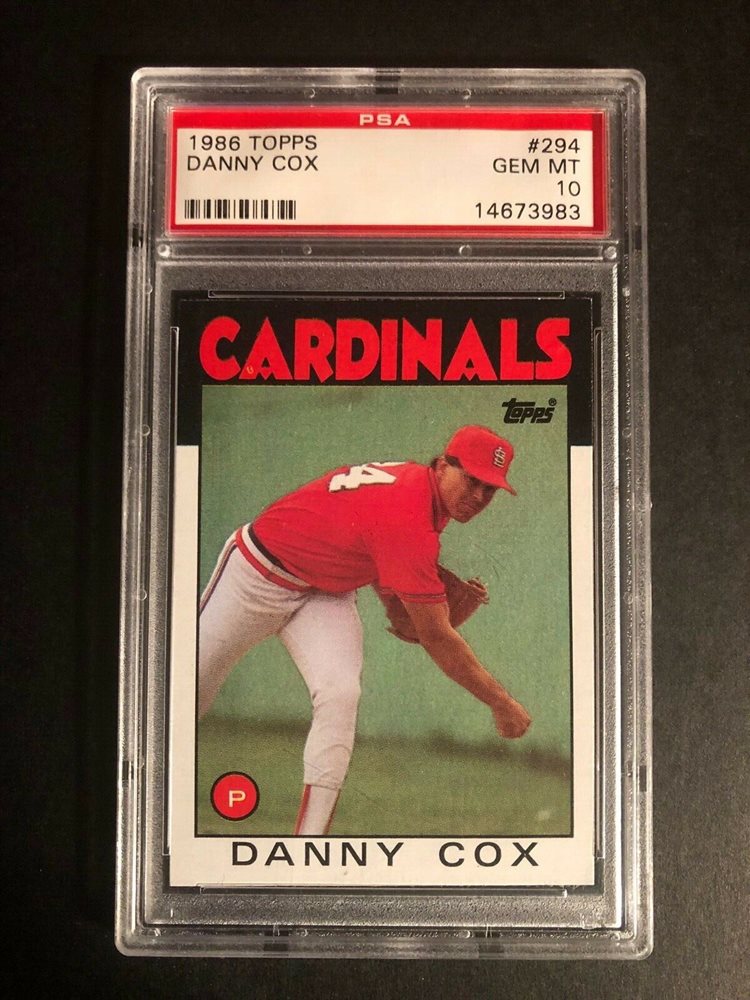 PSA
1986 TOPPS #294
DANNY COX GEM MT
10
14673983
CARDINALS
topps®
P
DANNY COX